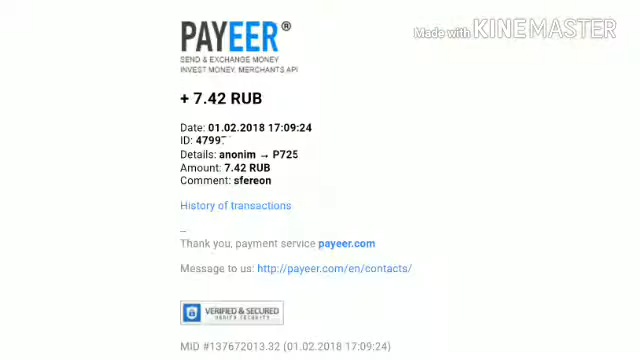 PAYEER®
Made with KINEMASTER
SEND & EXCHANGE MONEY
INVEST MONEY, MERCHANTS API
+ 7.42 RUB
Date: 01.02.2018 17:09:24
ID: 4799
Details: anonim → P725
Amount: 7.42 RUB
Comment: sfereon
History of transactions
--
Thank you, payment service payeer.com
Message to us: http://payeer.com/en/contacts/
VERIFIED & SECURED
MID #137672013.32 (01.02.2018 17:09:24)